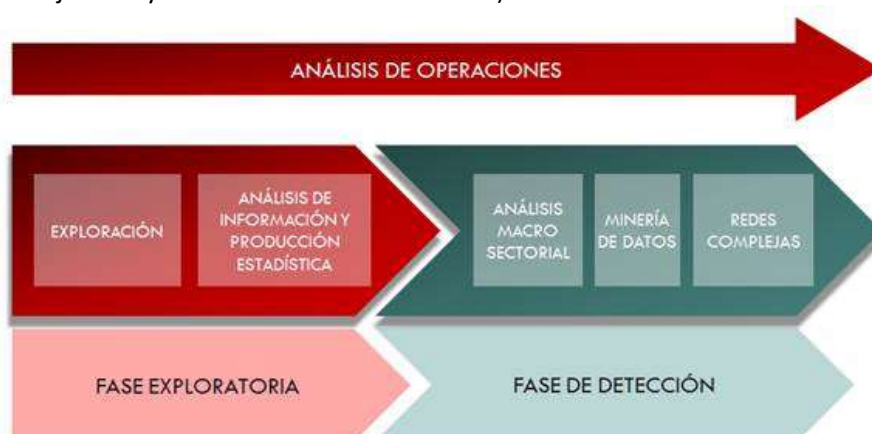 ANÁLISIS DE OPERACIONES
EXPLORACIÓN
ANÁLISIS DE
INFORMACIÓN Y
PRODUCCIÓN
ESTADÍSTICA
ANÁLISIS
MACRO
SECTORIAL
MINERÍA
DE DATOS
REDES
COMPLEJAS
FASE EXPLORATORIA
FASE DE DETECCIÓN